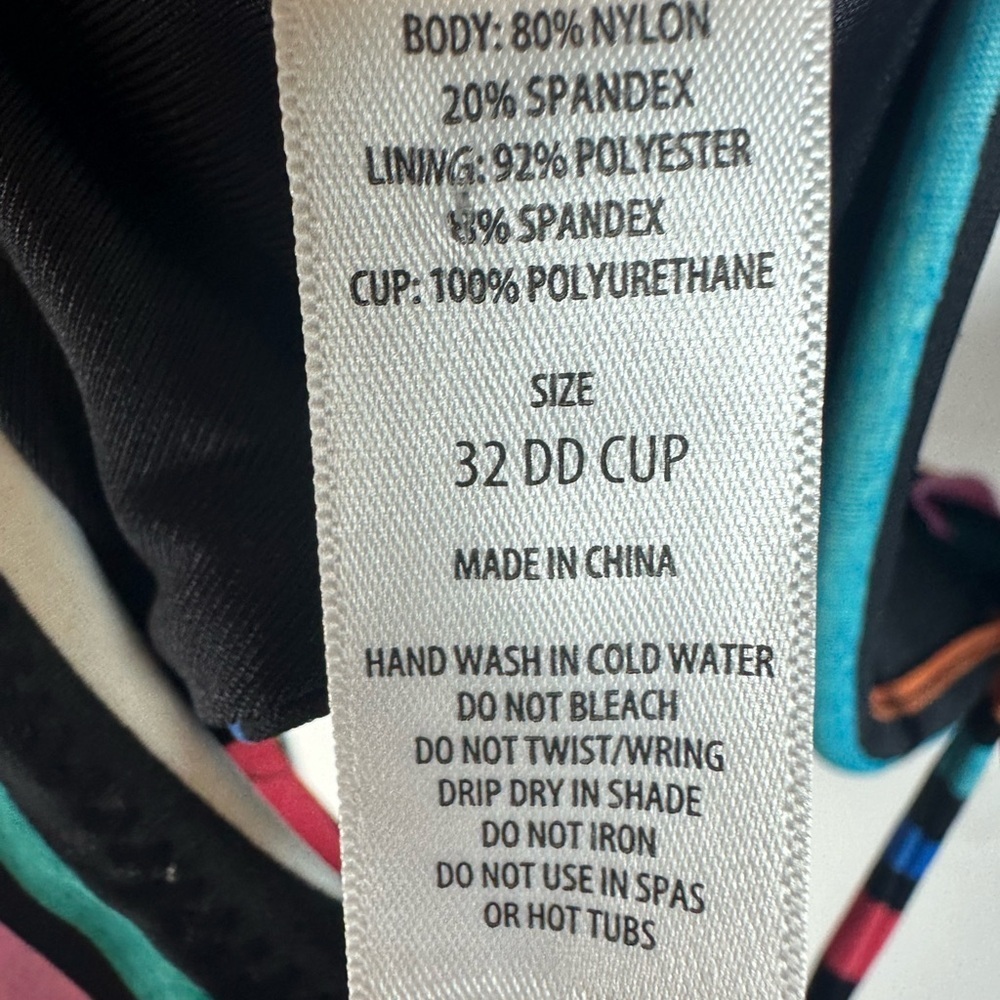 BODY: 80% NYLON
20% SPANDEX
LINING: 92% POLYESTER
8% SPANDEX
CUP: 100% POLYURETHANE
SIZE
32 DD CUP
MADE IN CHINA
HAND WASH IN COLD WATER
DO NOT BLEACH
DO NOT TWIST/WRING
DRIP DRY IN SHADE
DO NOT IRON
DO NOT USE IN SPAS
OR HOT TUBS